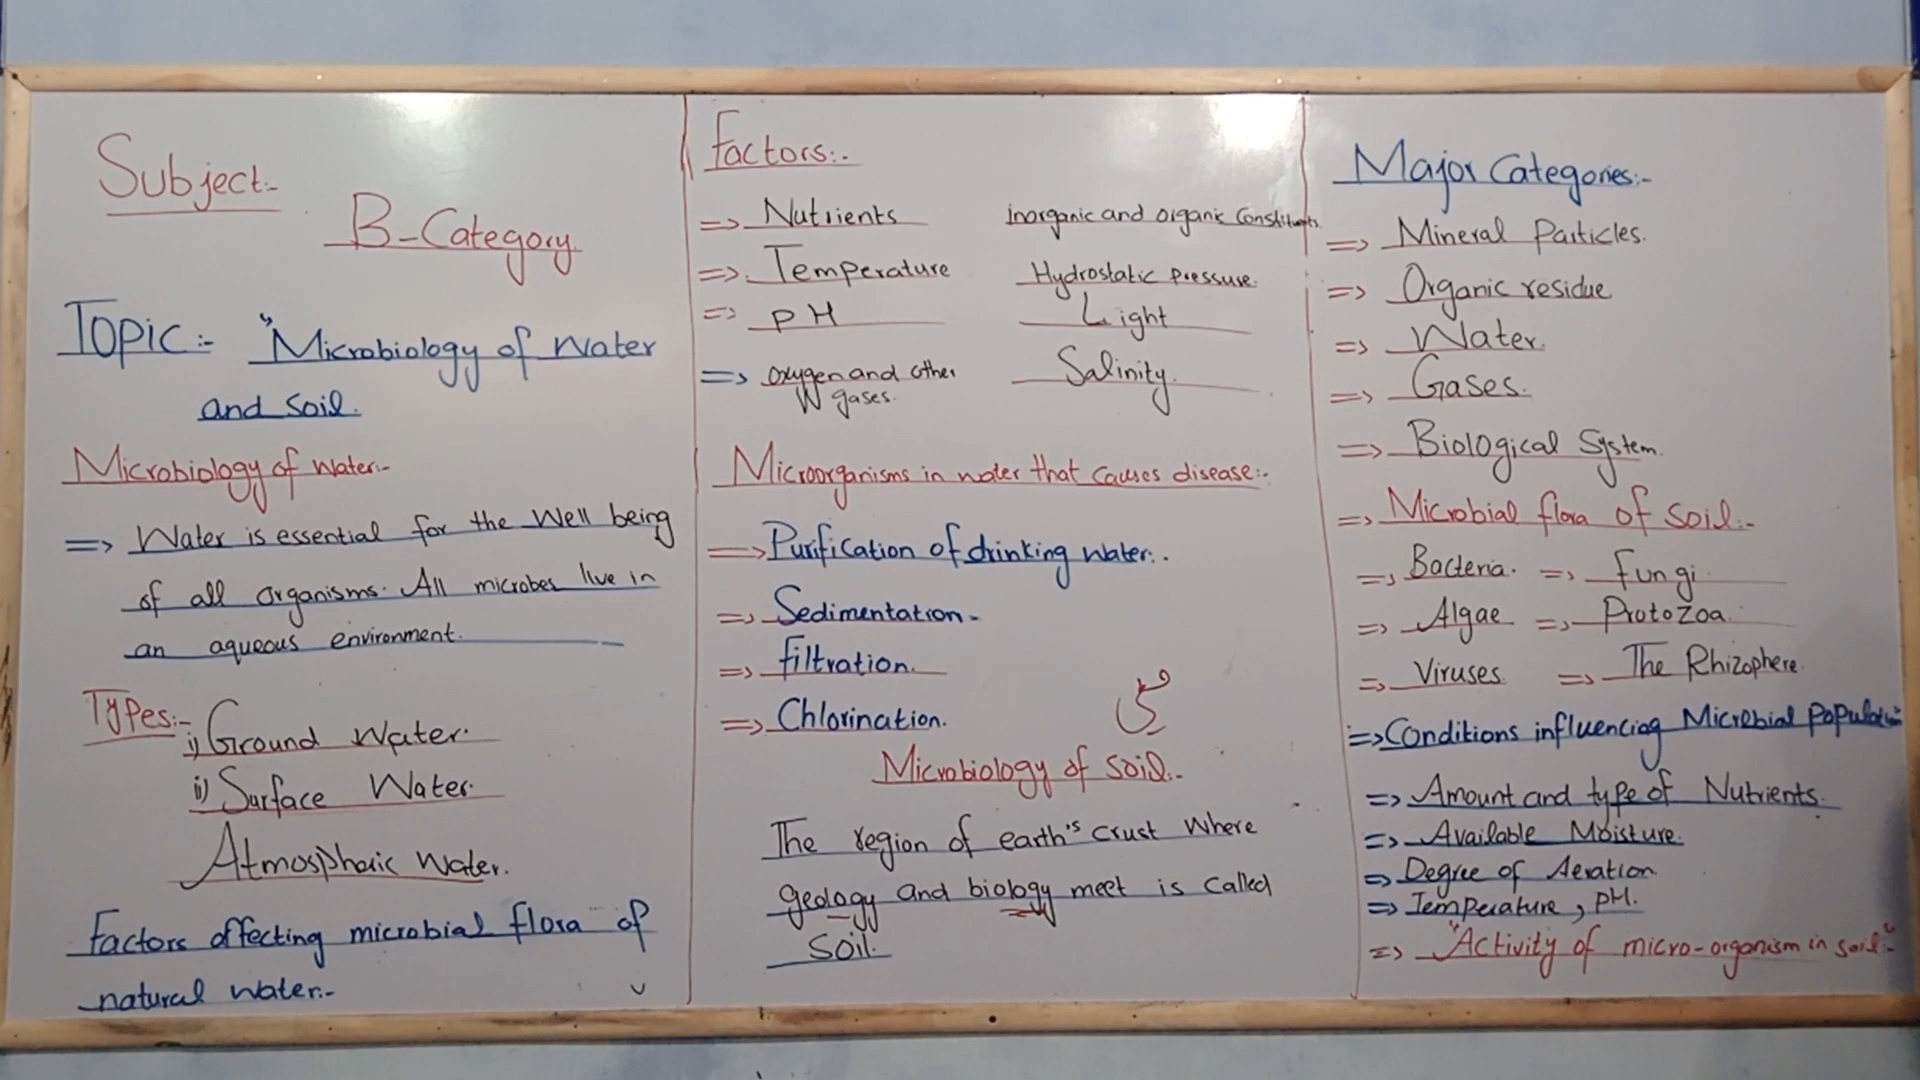 Subject:-
B-Category.
Topic:- "Microbiology of Water
and Soil.
Microbiology of Water:-
=> Water is essential for the Well being
of all organisms. All microbes live in
an aqueous environment.
Types:- i) Ground Water.
ii) Surface Water.
Atmospharic Water.
Factors affecting microbial flora of
natural Water:-
Factors:-
=> Nutrients inorganic and organic Constituents.
=> Temperature Hydrostatic pressure.
=> PH Light
=> oxygen and other Salinity.
gases.
Microorganisms in water that causes disease:-
=> Purification of drinking Water:.
=> Sedimentation-
=> filtration.
=> Chlorination.
Microbiology of Soil:-
The region of earth's crust Where
geology and biology meet is Called
Soil.
Major Categories:-
=> Mineral Particles.
=> Organic residue
=> Water.
=> Gases.
=> Biological System.
=> Microbial flora of Soil:-
=> Bacteria. => Fungi
=> Algae => Protozoa.
=> Viruses => The Rhizophere.
=> Conditions influencing Microbial Population
=> Amount and type of Nutrients.
=> Available Moisture.
=> Degree of Aeration
=> Temperature, PH.
=> "Activity of micro-organism in soil"